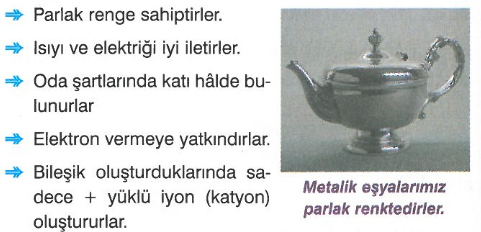 Parlak renge sahiptirler.
Isıyı ve elektriği iyi iletirler.
Oda şartlarında katı hâlde bu-
lunurlar
Elektron vermeye yatkındırlar.
Bileşik oluşturduklarında sa-
dece + yüklü iyon (katyon)
oluştururlar.
Metalik eşyalarımız
parlak renktedirler.